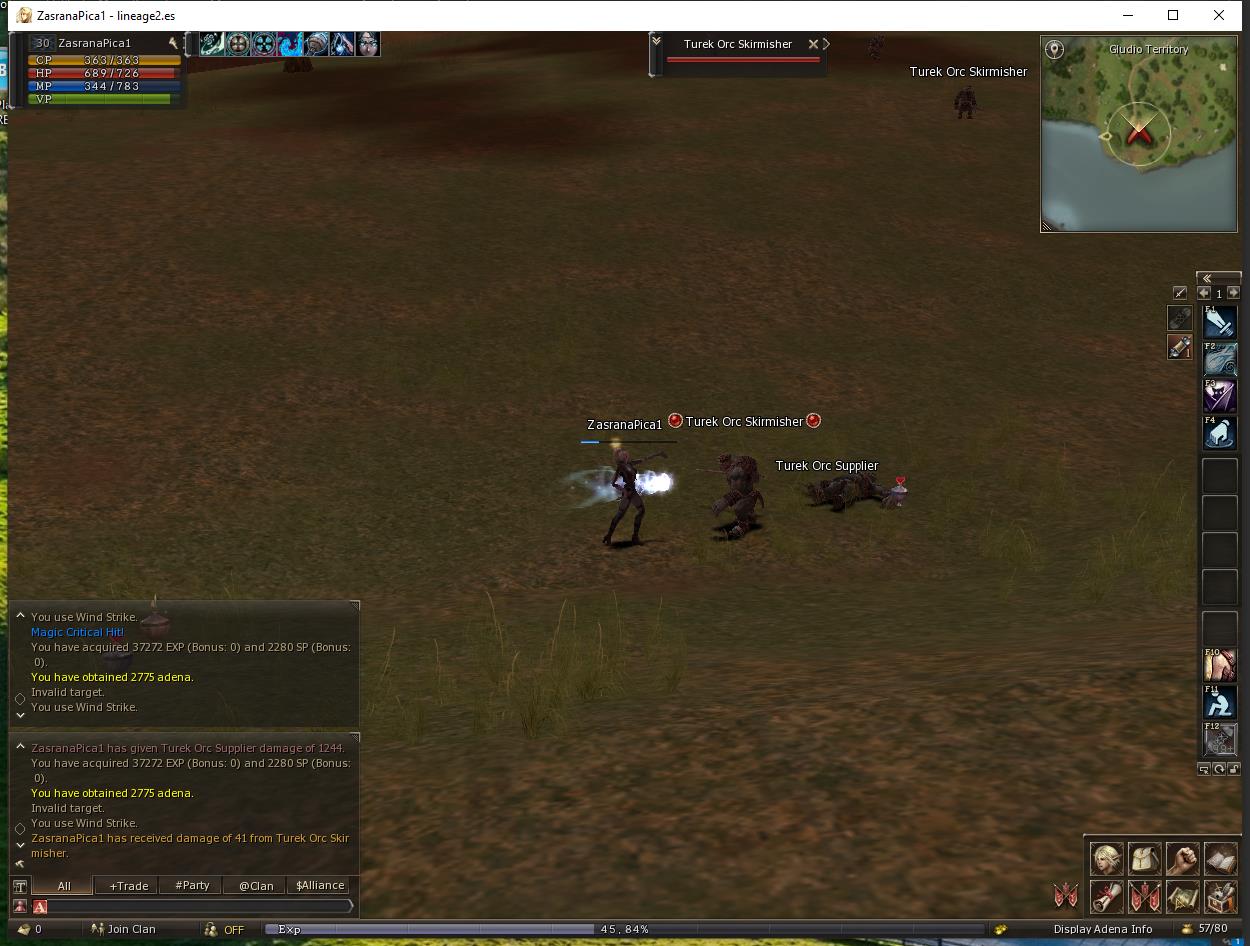 ZasranaPica1 - lineage2.es
30 ZasranaPica1
CP 363/363
HP 689/726
MP 344/783
VP
Turek Orc Skirmisher
Turek Orc Skirmisher
Gludio Territory
1
F1
F2
1
F3
F4
ZasranaPica1 Turek Orc Skirmisher
Turek Orc Supplier
You use Wind Strike.
Magic Critical Hit!
You have acquired 37272 EXP (Bonus: 0) and 2280 SP (Bonus:
0).
You have obtained 2775 adena.
Invalid target.
You use Wind Strike.
F10
F11
F12
99+
ZasranaPica1 has given Turek Orc Supplier damage of 1244.
You have acquired 37272 EXP (Bonus: 0) and 2280 SP (Bonus:
0).
You have obtained 2775 adena.
Invalid target.
You use Wind Strike.
ZasranaPica1 has received damage of 41 from Turek Orc Skir
misher.
All +Trade #Party @Clan $Alliance
A
0 Join Clan OFF Exp 45,84% Display Adena Info 57/80